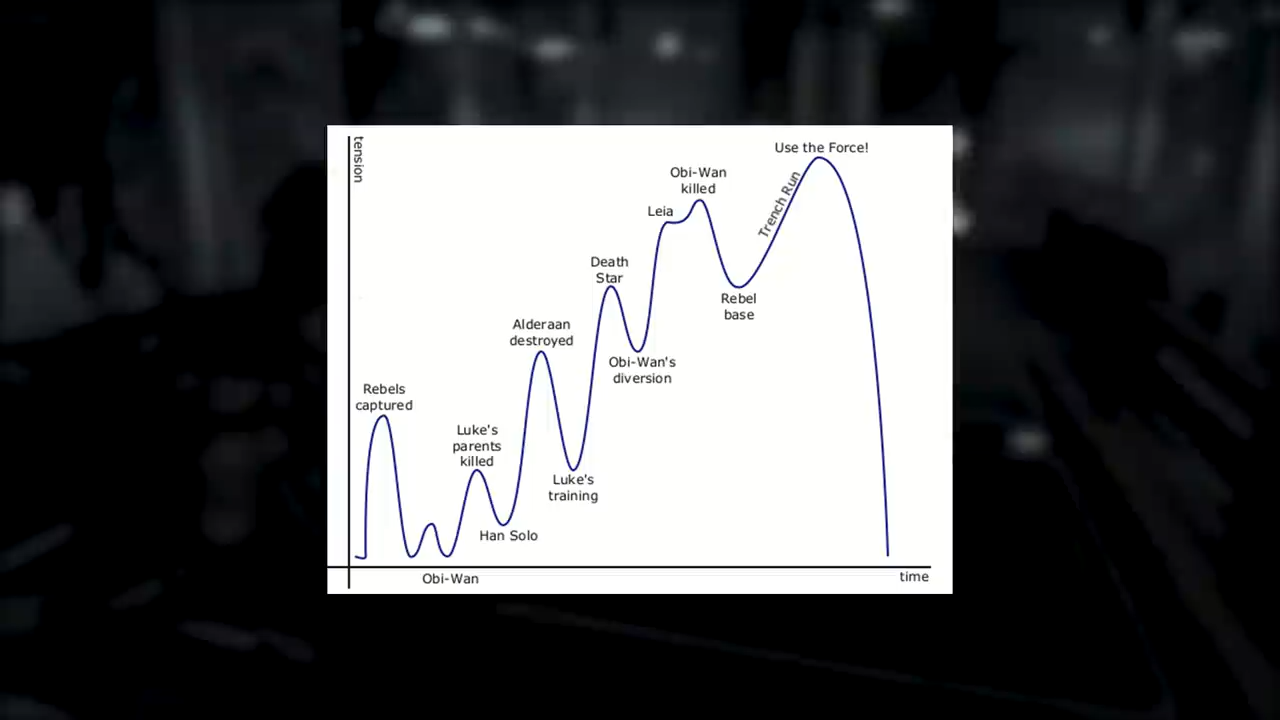 tension
Use the Force!
Obi-Wan
killed
Trench Run
Leia
Death
Star
Rebel
base
Alderaan
destroyed
Obi-Wan's
diversion
Rebels
captured
Luke's
parents
killed
Luke's
training
Han Solo
Obi-Wan
time